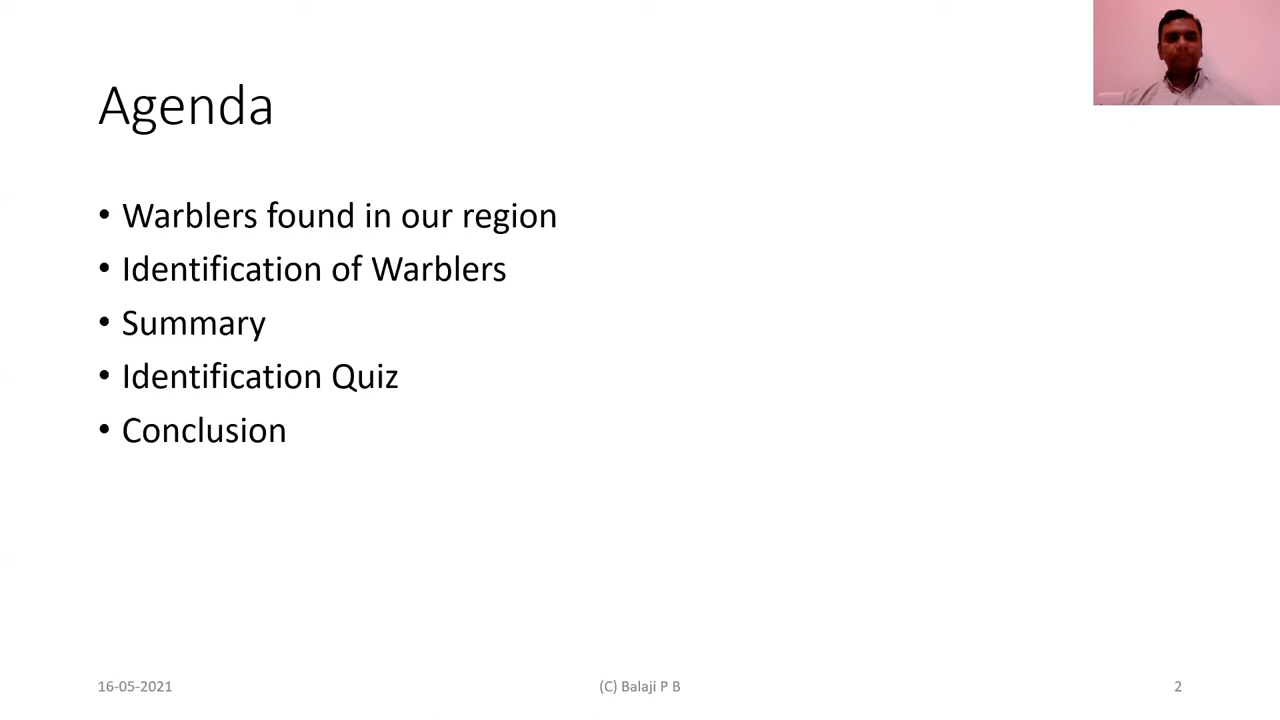 Agenda
• Warblers found in our region
• Identification of Warblers
• Summary
• Identification Quiz
• Conclusion
16-05-2021
(C) Balaji P B
2